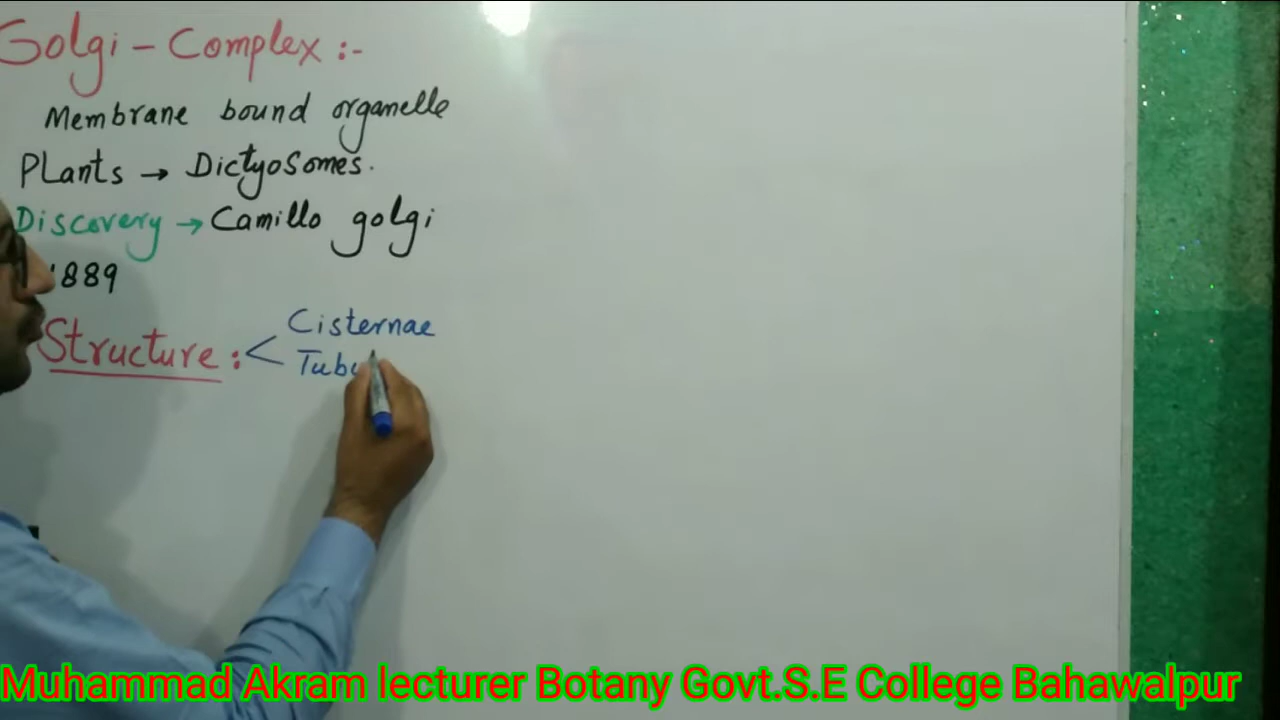 Golgi - Complex :-
Membrane bound organelle
Plants → Dictyosomes.
Discovery → Camillo golgi
1889
Structure : < Cisternae
Tubu
Muhammad Akram lecturer Botany Govt.S.E College Bahawalpur